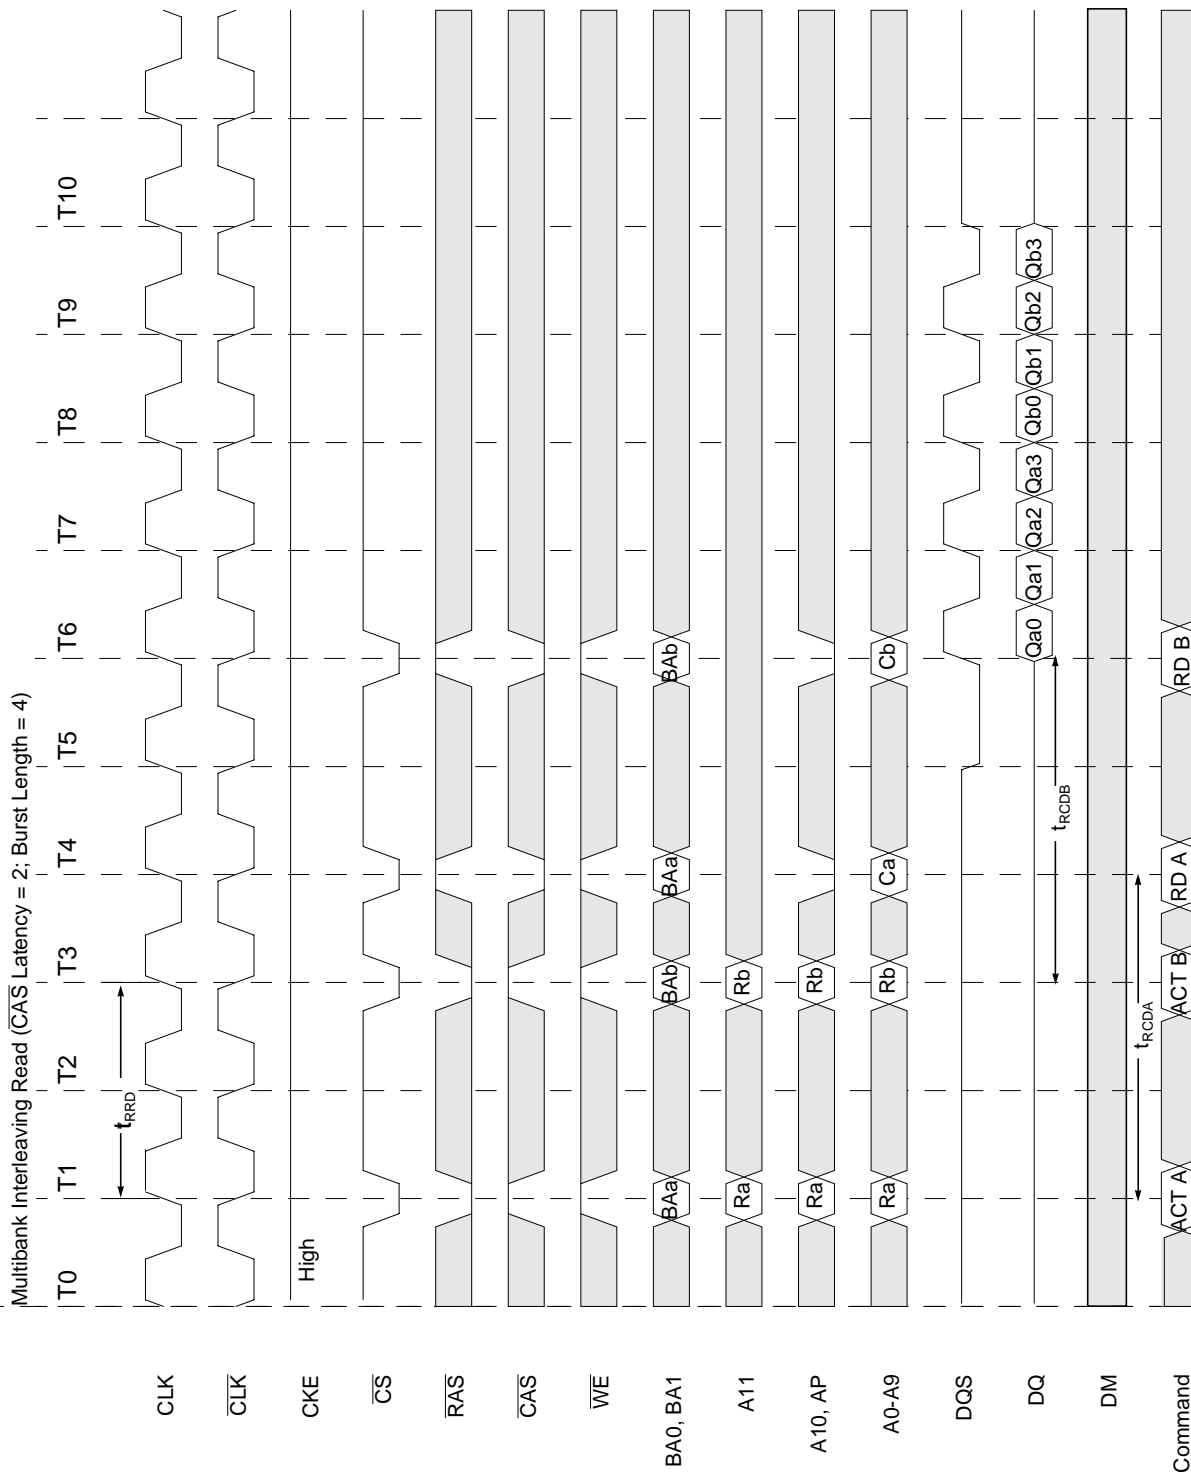 Multibank Interleaving Read (CAS Latency = 2; Burst Length = 4)
T0 T1 T2 T3 T4 T5 T6 T7 T8 T9 T10
tRRD
CLK
CLK
CKE High
CS
RAS
CAS
WE
BA0, BA1 BAa BAb BAa BAb
A11 Ra Rb
A10, AP Ra Rb
A0-A9 Ra Rb Ca Cb
DQS
DQ Qa0 Qa1 Qa2 Qa3 Qb0 Qb1 Qb2 Qb3
tRCDB
DM
tRCDA
Command ACT A ACT B RD A RD B